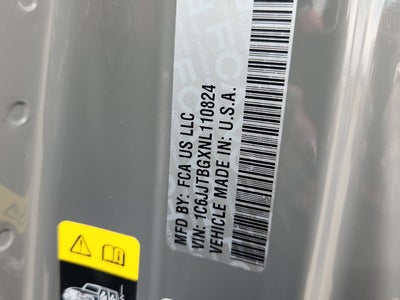 MFD BY: FCA US LLC
VIN: 1C6JJTBGXNL110824
VEHICLE MADE IN: U.S.A.